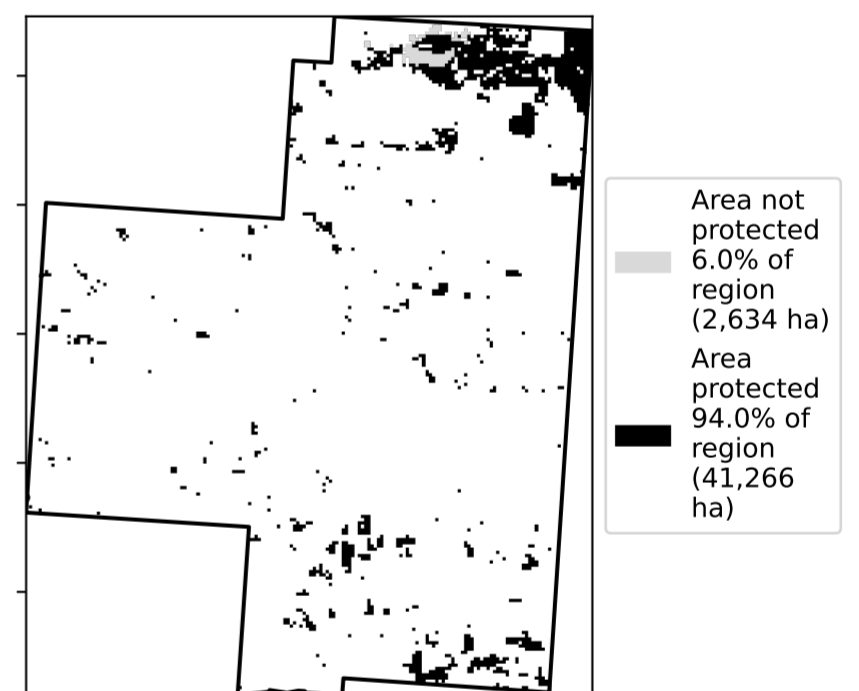 Area not
protected
6.0% of
region
(2,634 ha)
Area
protected
94.0% of
region
(41,266
ha)